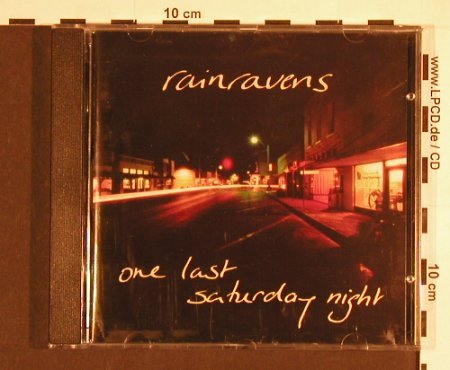 10 cm
rainravens
one last
saturday night
www.LPCD.de / CD
10 cm